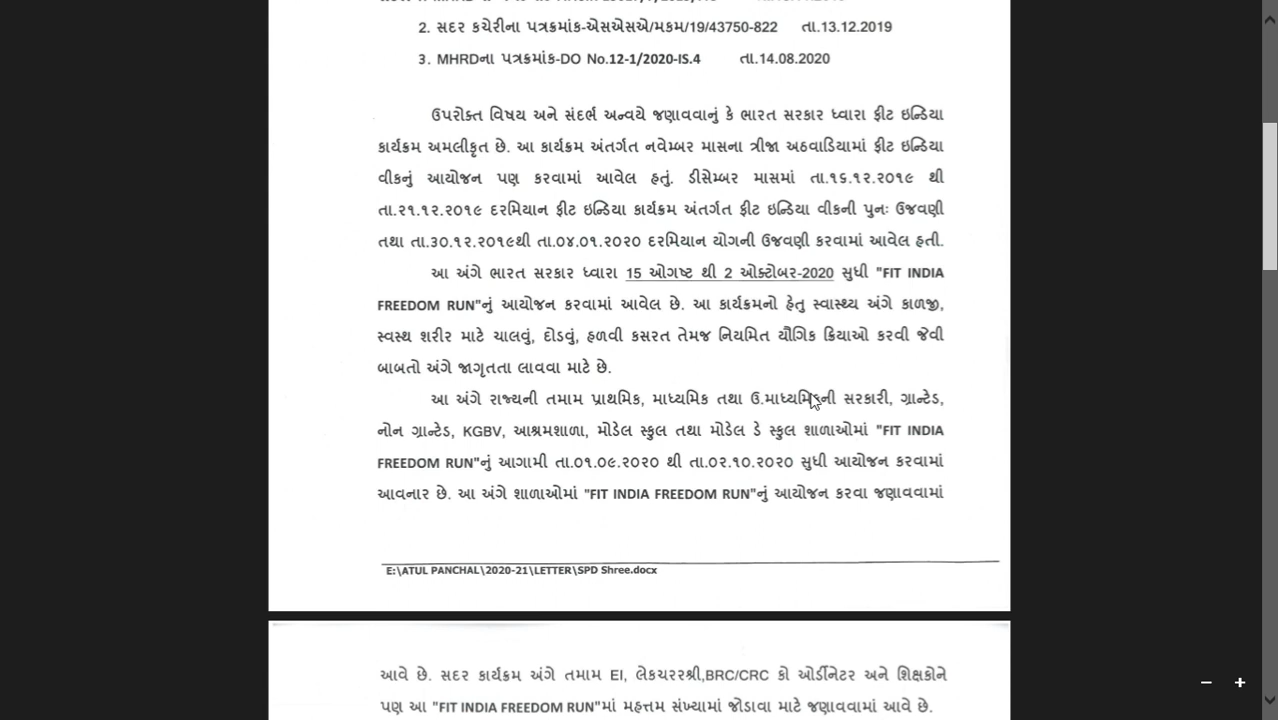 2. સદર કચેરીના પત્રક્રમાંક-એસએસએ/મકમ/19/43750-822 તા.13.12.2019
3. MHRDના પત્રક્રમાંક-DO No.12-1/2020-IS.4 તા.14.08.2020
ઉપરોક્ત વિષય અને સંદર્ભ અન્વયે જણાવવાનું કે ભારત સરકાર ધ્વારા ફીટ ઇન્ડિયા
કાર્યક્રમ અમલીકૃત છે. આ કાર્યક્રમ અંતર્ગત નવેમ્બર માસના ત્રીજા અઠવાડિયામાં ફીટ ઇન્ડિયા
વીકનું આયોજન પણ કરવામાં આવેલ હતું. ડીસેમ્બર માસમાં તા.૧૬.૧૨.૨૦૧૯ થી
તા.૨૧.૧૨.૨૦૧૯ દરમિયાન ફીટ ઇન્ડિયા કાર્યક્રમ અંતર્ગત ફીટ ઇન્ડિયા વીકની પુનઃ ઉજવણી
તથા તા.૩૦.૧૨.૨૦૧૯થી તા.૦૪.૦૧.૨૦૨૦ દરમિયાન યોગની ઉજવણી કરવામાં આવેલ હતી.
આ અંગે ભારત સરકાર ધ્વારા 15 ઓગષ્ટ થી 2 ઓક્ટોબર-2020 સુધી "FIT INDIA
FREEDOM RUN"નું આયોજન કરવામાં આવેલ છે. આ કાર્યક્રમનો હેતુ સ્વાસ્થ્ય અંગે કાળજી,
સ્વસ્થ શરીર માટે ચાલવું, દોડવું, હળવી કસરત તેમજ નિયમિત યૌગિક ક્રિયાઓ કરવી જેવી
બાબતો અંગે જાગૃતતા લાવવા માટે છે.
આ અંગે રાજ્યની તમામ પ્રાથમિક, માધ્યમિક તથા ઉ.માધ્યમિકની સરકારી, ગ્રાન્ટેડ,
નોન ગ્રાન્ટેડ, KGBV, આશ્રમશાળા, મોડેલ સ્કુલ તથા મોડેલ ડે સ્કુલ શાળાઓમાં "FIT INDIA
FREEDOM RUN"નું આગામી તા.૦૧.૦૯.૨૦૨૦ થી તા.૦૨.૧૦.૨૦૨૦ સુધી આયોજન કરવામાં
આવનાર છે. આ અંગે શાળાઓમાં "FIT INDIA FREEDOM RUN"નું આયોજન કરવા જણાવવામાં
E:\ATUL PANCHAL\2020-21\LETTER\SPD Shree.docx
આવે છે. સદર કાર્યક્રમ અંગે તમામ EI, લેકચરરશ્રી,BRC/CRC કો ઓર્ડીનેટર અને શિક્ષકોને
પણ આ "FIT INDIA FREEDOM RUN"માં મહત્તમ સંખ્યામાં જોડાવા માટે જણાવવામાં આવે છે.